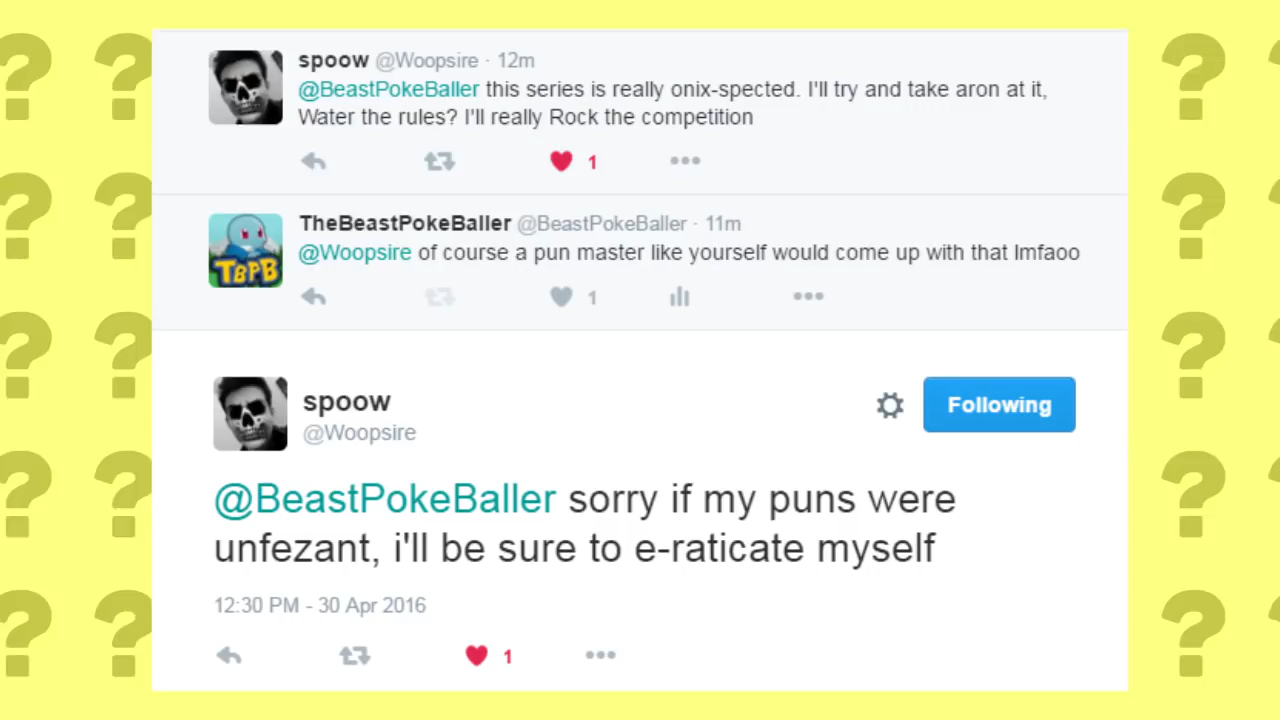 spoow @Woopsire · 12m
@BeastPokeBaller this series is really onix-spected. I'll try and take aron at it,
Water the rules? I'll really Rock the competition
1
TheBeastPokeBaller @BeastPokeBaller · 11m
@Woopsire of course a pun master like yourself would come up with that lmfaoo
TBPB
1
spoow
@Woopsire
Following
@BeastPokeBaller sorry if my puns were
unfezant, i'll be sure to e-raticate myself
12:30 PM - 30 Apr 2016
1